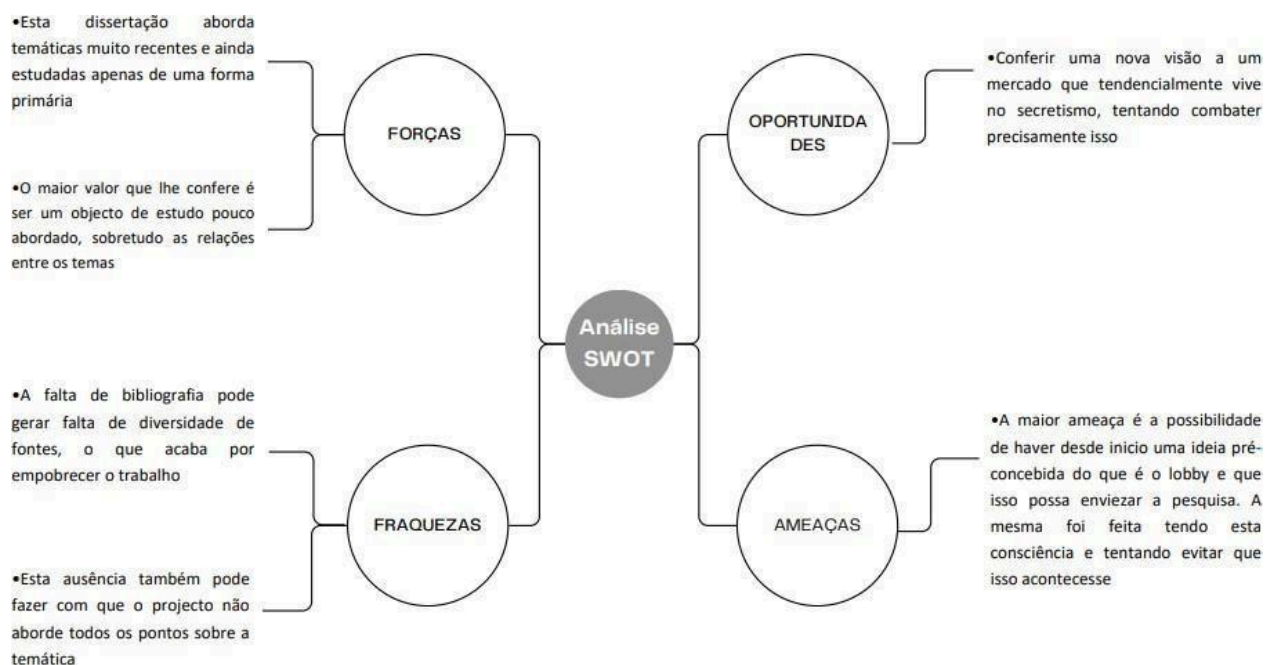 •Esta dissertação aborda
temáticas muito recentes e ainda
estudadas apenas de uma forma
primária
FORÇAS
•O maior valor que lhe confere é
ser um objecto de estudo pouco
abordado, sobretudo as relações
entre os temas
OPORTUNIDA
DES
•Conferir uma nova visão a um
mercado que tendencialmente vive
no secretismo, tentando combater
precisamente isso
Análise
SWOT
•A falta de bibliografia pode
gerar falta de diversidade de
fontes, o que acaba por
empobrecer o trabalho
FRAQUEZAS
•Esta ausência também pode
fazer com que o projecto não
aborde todos os pontos sobre a
temática
AMEAÇAS
•A maior ameaça é a possibilidade
de haver desde inicio uma ideia pré-
concebida do que é o lobby e que
isso possa enviezar a pesquisa. A
mesma foi feita tendo esta
consciência e tentando evitar que
isso acontecesse